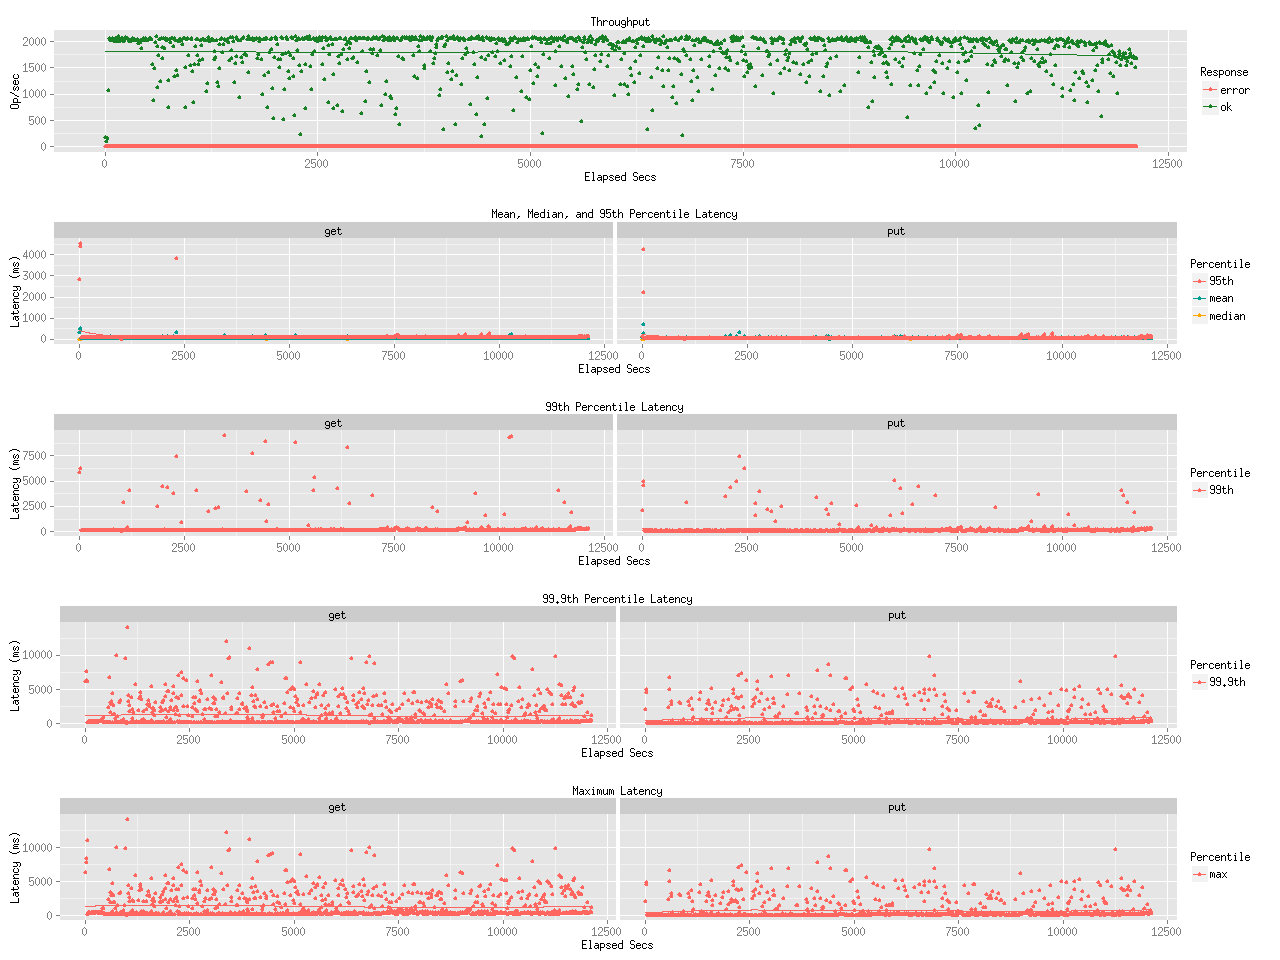 Throughput
2000
1500
1000
500
0
Op/sec
0 2500 5000 7500 10000 12500
Elapsed Secs
Response
error
ok
Mean, Median, and 95th Percentile Latency
get put
4000
3000
2000
1000
0
Latency (ms)
0 2500 5000 7500 10000 12500 0 2500 5000 7500 10000 12500
Elapsed Secs
Percentile
95th
mean
median
99th Percentile Latency
get put
7500
5000
2500
0
Latency (ms)
0 2500 5000 7500 10000 12500 0 2500 5000 7500 10000 12500
Elapsed Secs
Percentile
99th
99.9th Percentile Latency
get put
10000
5000
0
Latency (ms)
0 2500 5000 7500 10000 12500 0 2500 5000 7500 10000 12500
Elapsed Secs
Percentile
99.9th
Maximum Latency
get put
10000
5000
0
Latency (ms)
0 2500 5000 7500 10000 12500 0 2500 5000 7500 10000 12500
Elapsed Secs
Percentile
max